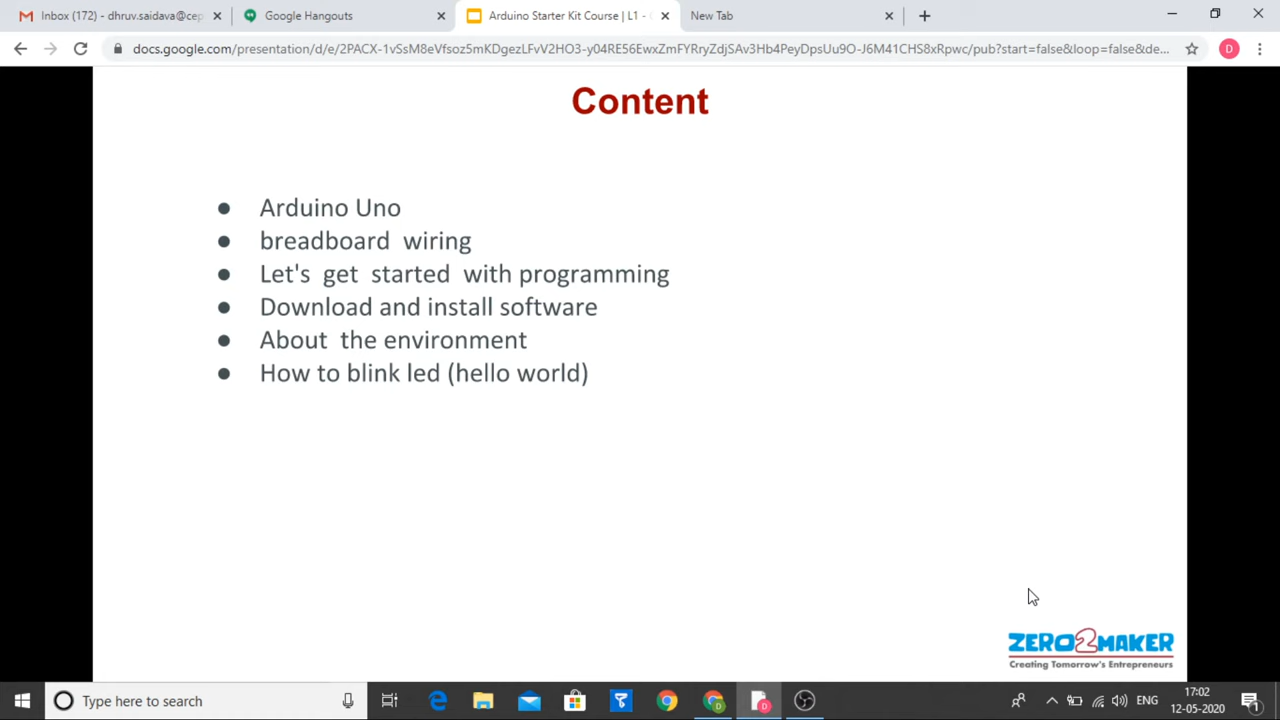 Inbox (172) - dhruv.saidava@cep
Google Hangouts
Arduino Starter Kit Course | L1 -
New Tab
docs.google.com/presentation/d/e/2PACX-1vSsM8eVfsoz5mKDgezLFvV2HO3-y04RE56EwxZmFYRryZdjSAv3Hb4PeyDpsUu9O-J6M41CHS8xRpwc/pub?start=false&loop=false&de...
D
Content
● Arduino Uno
● breadboard wiring
● Let's get started with programming
● Download and install software
● About the environment
● How to blink led (hello world)
ZERO2MAKER
Creating Tomorrow's Entrepreneurs
Type here to search
ENG
17:02
12-05-2020